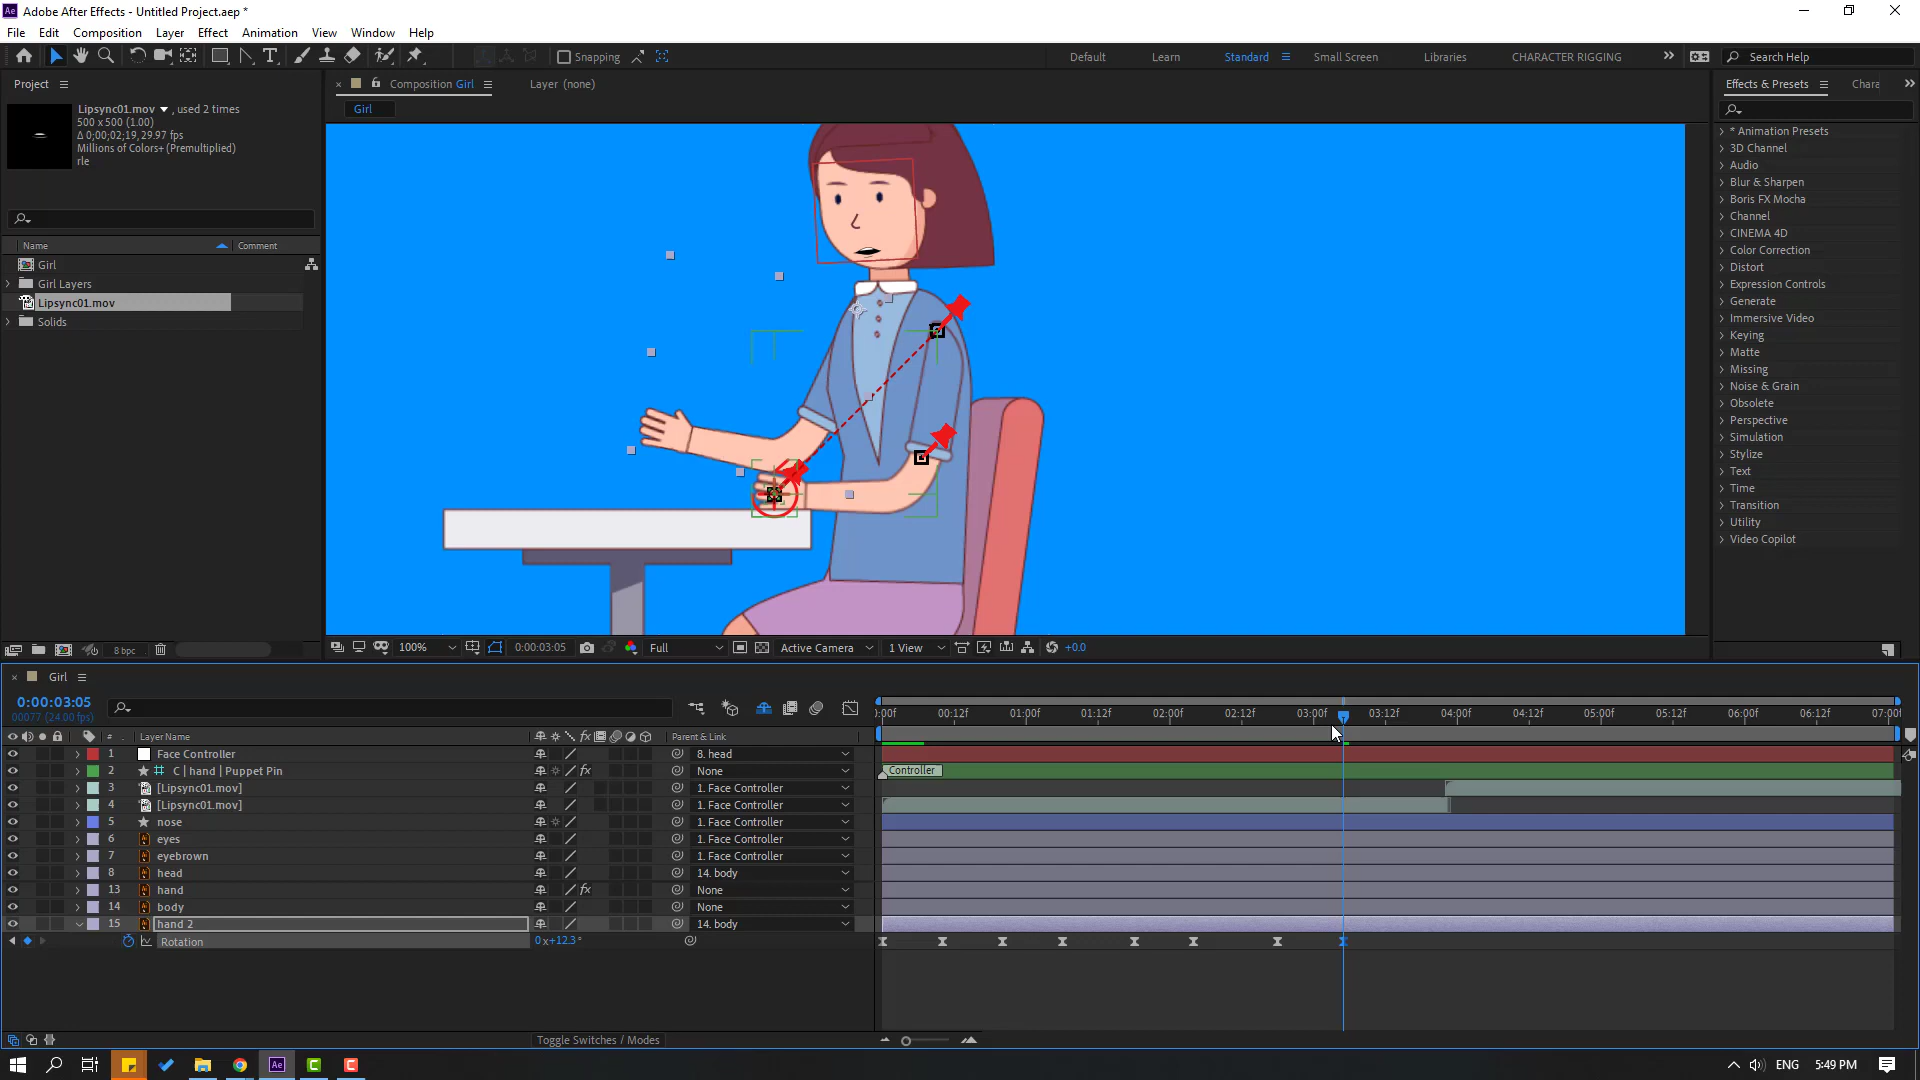 Adobe After Effects - Untitled Project.aep *
File Edit Composition Layer Effect Animation View Window Help
Snapping Default Learn Standard Small Screen Libraries CHARACTER RIGGING Search Help
Project
Lipsync01.mov , used 2 times
500 x 500 (1.00)
Δ 0;00;02;19, 29.97 fps
Millions of Colors+ (Premultiplied)
rle
Name Comment
Girl
Girl Layers
Lipsync01.mov
Solids
8 bpc
Composition Girl
Layer (none)
Girl
100% 0:00:03:05 Full Active Camera 1 View +0.0
Effects & Presets
* Animation Presets
3D Channel
Audio
Blur & Sharpen
Boris FX Mocha
Channel
CINEMA 4D
Color Correction
Distort
Expression Controls
Generate
Immersive Video
Keying
Matte
Missing
Noise & Grain
Obsolete
Perspective
Simulation
Stylize
Text
Time
Transition
Utility
Video Copilot
Girl
0:00:03:05
00077 (24.00 fps)
00:12f 01:00f 01:12f 02:00f 02:12f 03:00f 03:12f 04:00f 04:12f 05:00f 05:12f 06:00f 06:12f
# Layer Name fx Parent & Link
1 Face Controller 8. head
2 C | hand | Puppet Pin fx None Controller
3 [Lipsync01.mov] 1. Face Controller
4 [Lipsync01.mov] 1. Face Controller
5 nose 1. Face Controller
6 eyes 1. Face Controller
7 eyebrown 1. Face Controller
8 head 14. body
13 hand fx None
14 body None
15 hand 2 14. body
Rotation 0x+12.3°
Toggle Switches / Modes
ENG 5:49 PM